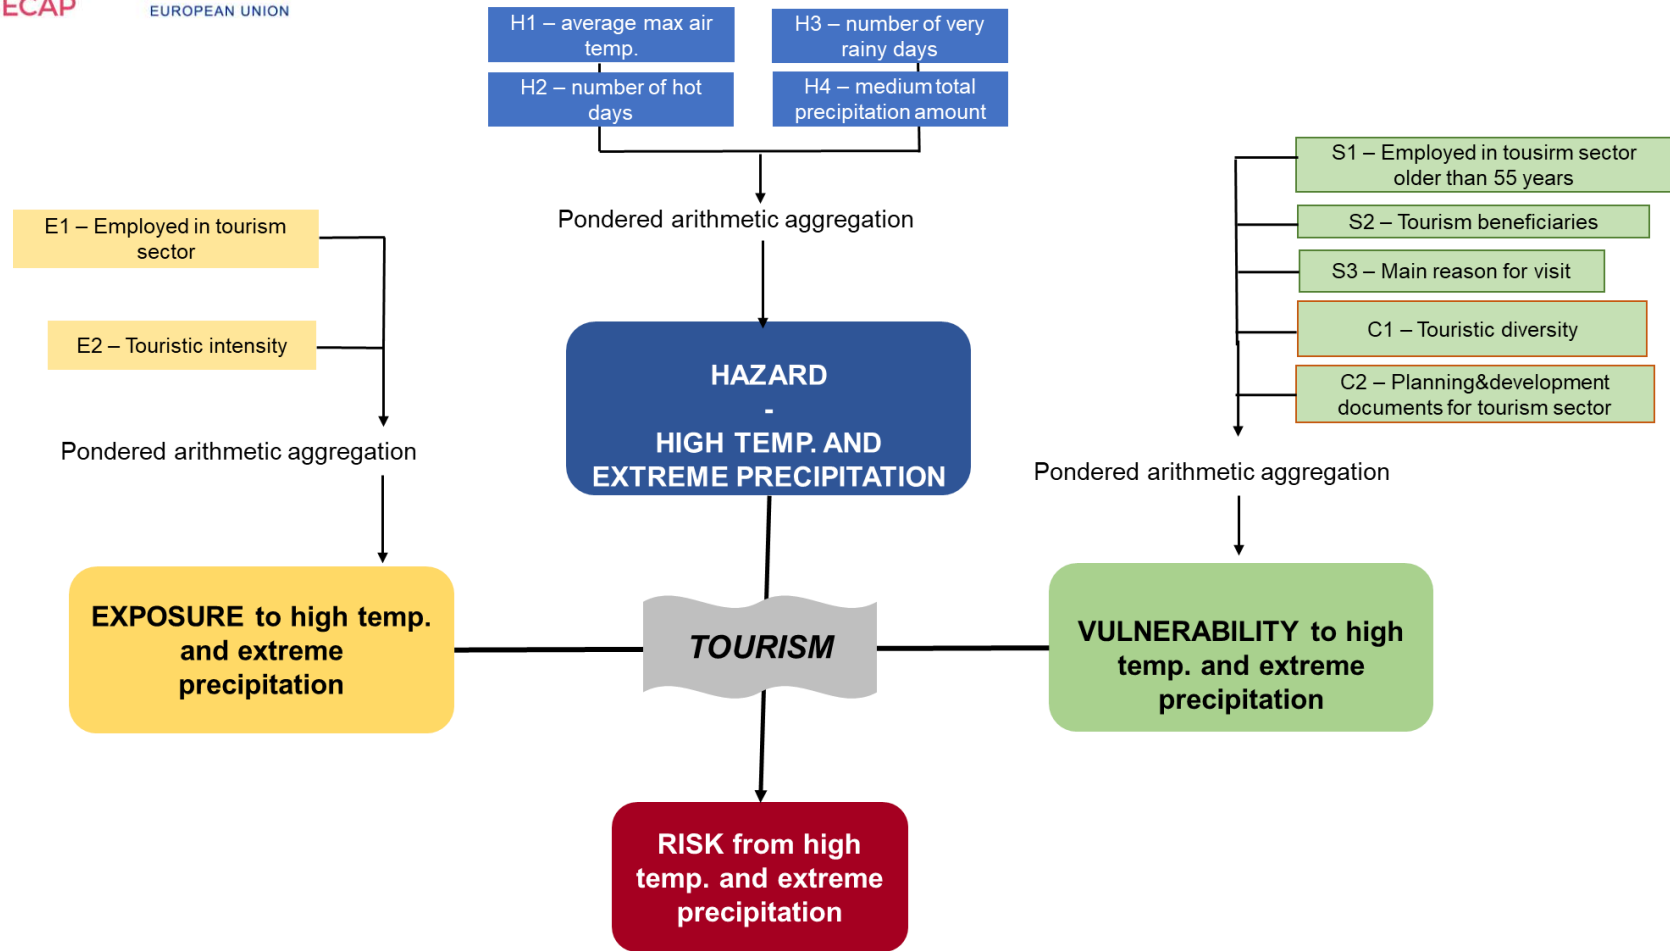 ECAP
EUROPEAN UNION
H1 – average max air
temp.
H2 – number of hot
days
H3 – number of very
rainy days
H4 – medium total
precipitation amount
Pondered arithmetic aggregation
E1 – Employed in tourism
sector
E2 – Touristic intensity
Pondered arithmetic aggregation
S1 – Employed in tousirm sector
older than 55 years
S2 – Tourism beneficiaries
S3 – Main reason for visit
C1 – Touristic diversity
C2 – Planning&development
documents for tourism sector
Pondered arithmetic aggregation
HAZARD
-
HIGH TEMP. AND
EXTREME PRECIPITATION
EXPOSURE to high temp.
and extreme
precipitation
TOURISM
VULNERABILITY to high
temp. and extreme
precipitation
RISK from high
temp. and extreme
precipitation